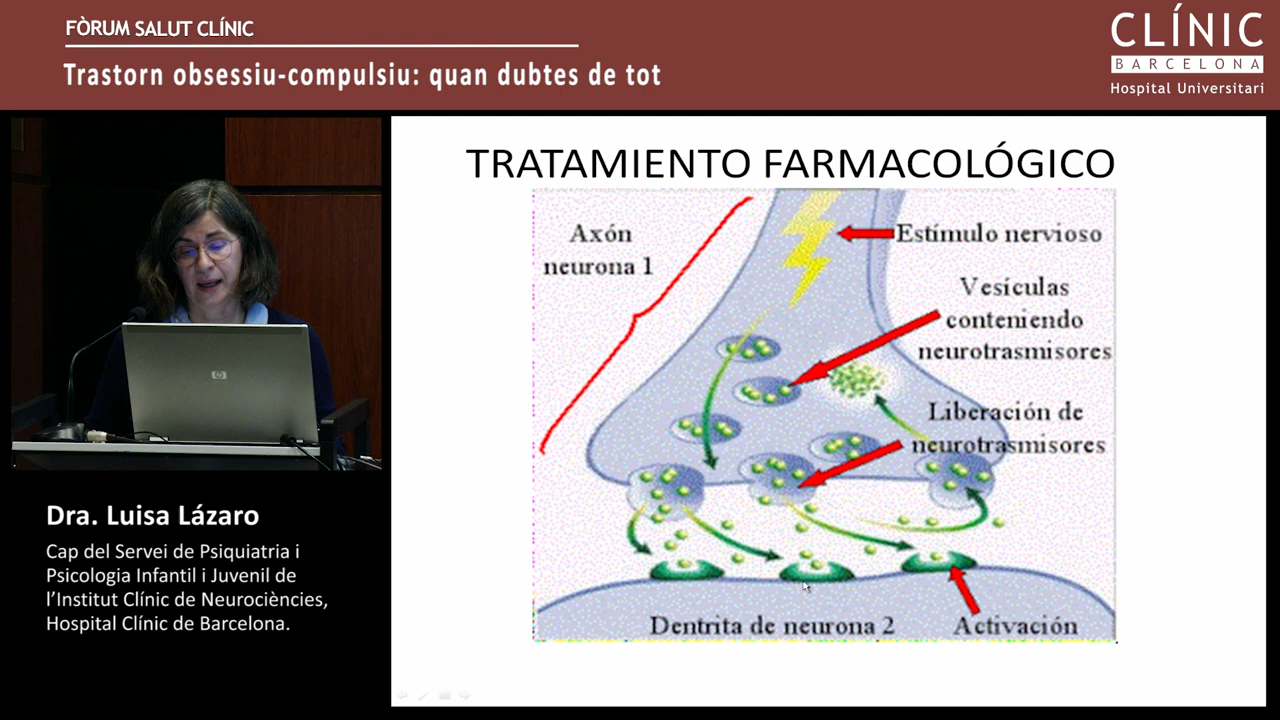 FÒRUM SALUT CLÍNIC
Trastorn obsessiu-compulsiu: quan dubtes de tot
CLÍNIC
BARCELONA
Hospital Universitari
TRATAMIENTO FARMACOLÓGICO
Axón
neurona 1
Estímulo nervioso
Vesículas
conteniendo
neurotrasmisores
Liberación de
neurotrasmisores
Dentrita de neurona 2
Activación
hp
Dra. Luisa Lázaro
Cap del Servei de Psiquiatria i
Psicologia Infantil i Juvenil de
l’Institut Clínic de Neurociències,
Hospital Clínic de Barcelona.